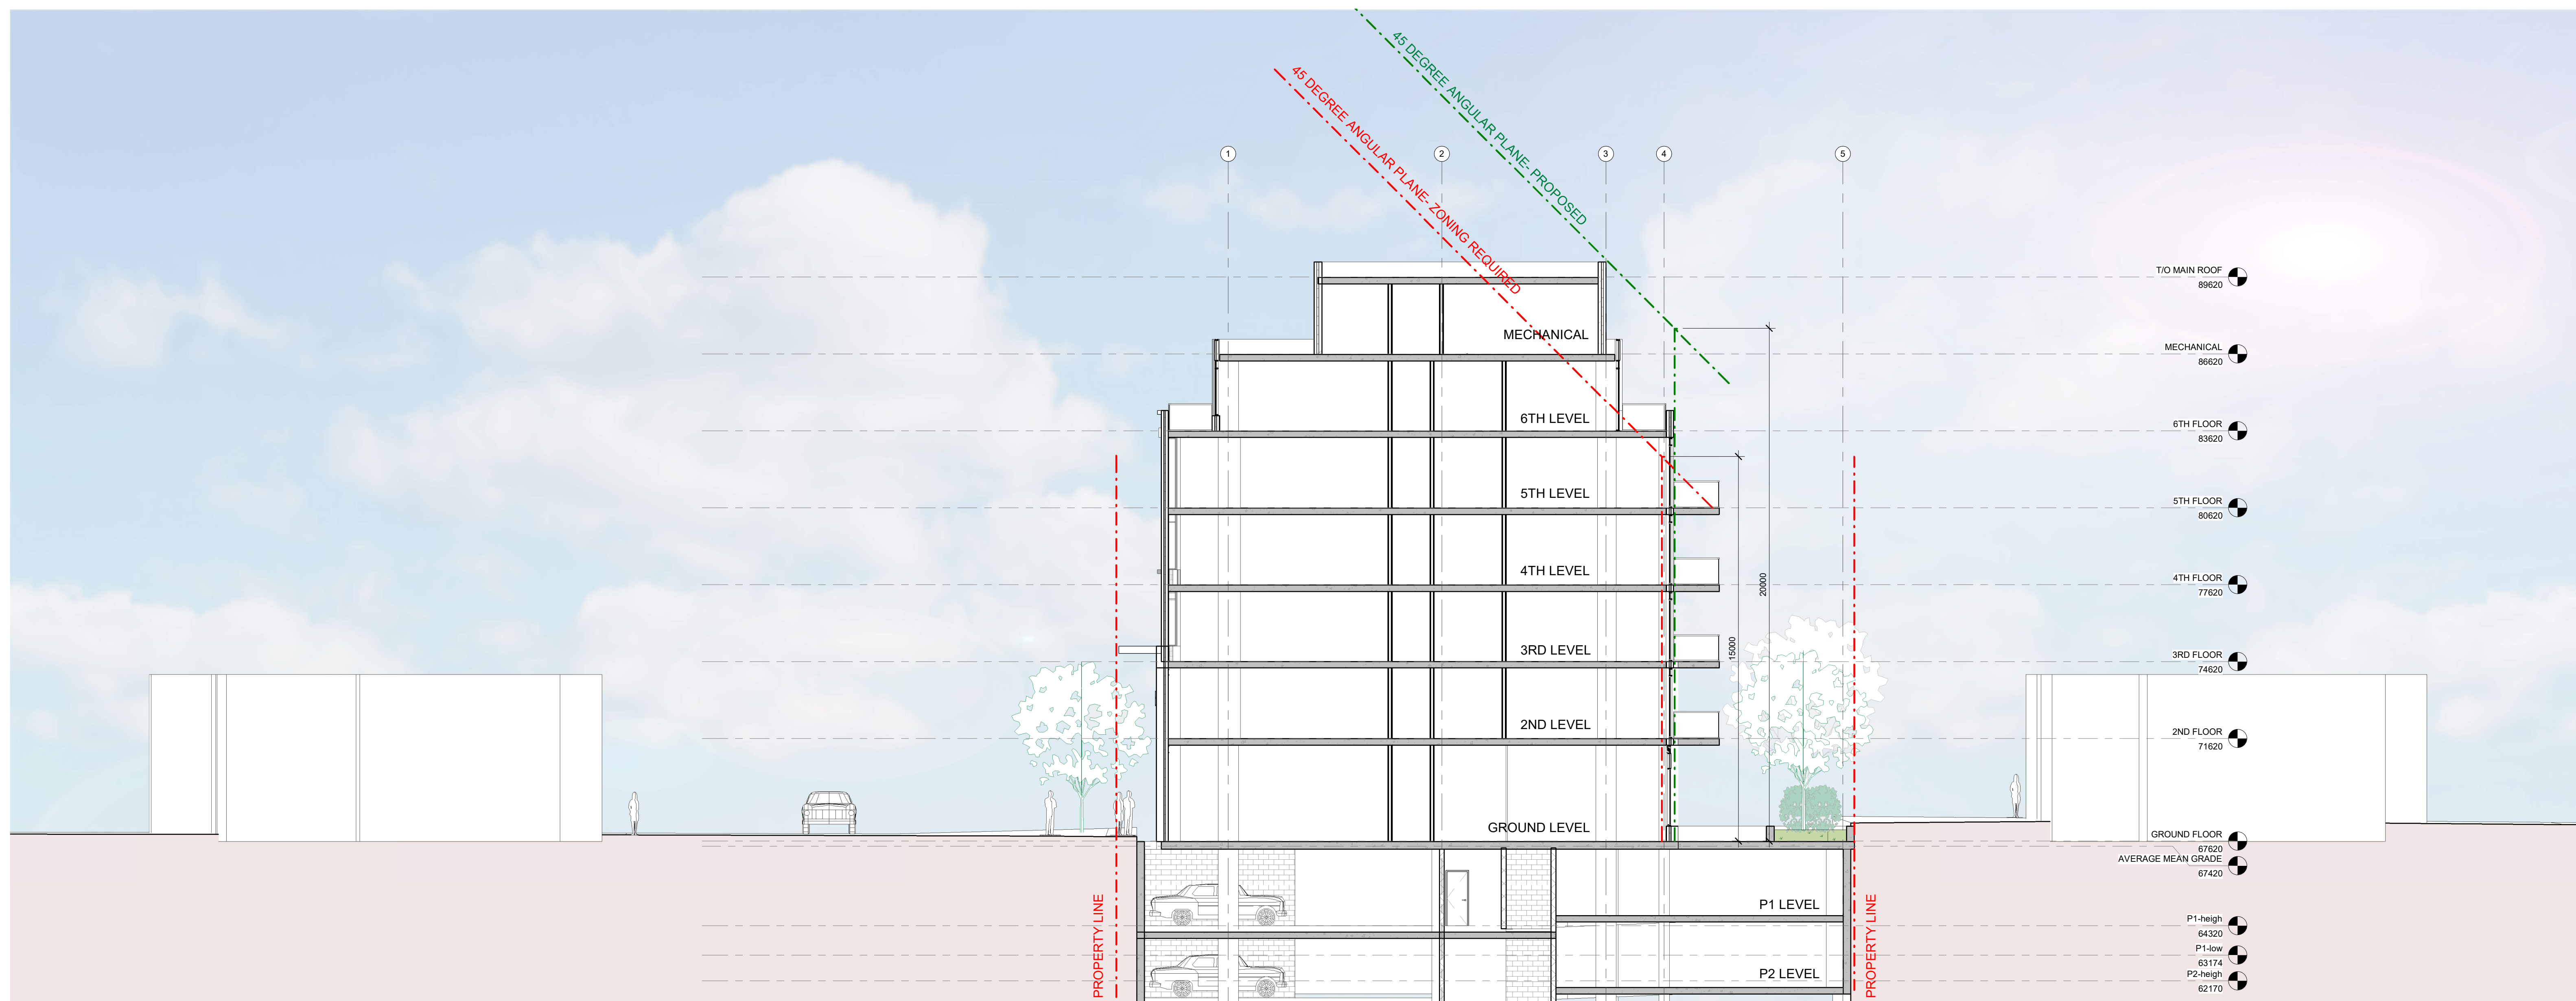 45 DEGREE ANGULAR PLANE- PROPOSED
45 DEGREE ANGULAR PLANE- ZONING REQUIRED
1
2
3
4
5
T/O MAIN ROOF
89620
MECHANICAL
MECHANICAL
86620
6TH LEVEL
6TH FLOOR
83620
5TH LEVEL
5TH FLOOR
80620
4TH LEVEL
4TH FLOOR
77620
20000
15000
3RD LEVEL
3RD FLOOR
74620
2ND LEVEL
2ND FLOOR
71620
GROUND LEVEL
GROUND FLOOR
67620
AVERAGE MEAN GRADE
67420
PROPERTY LINE
P1 LEVEL
PROPERTY LINE
P1-heigh
64320
P1-low
63174
P2 LEVEL
P2-heigh
62170